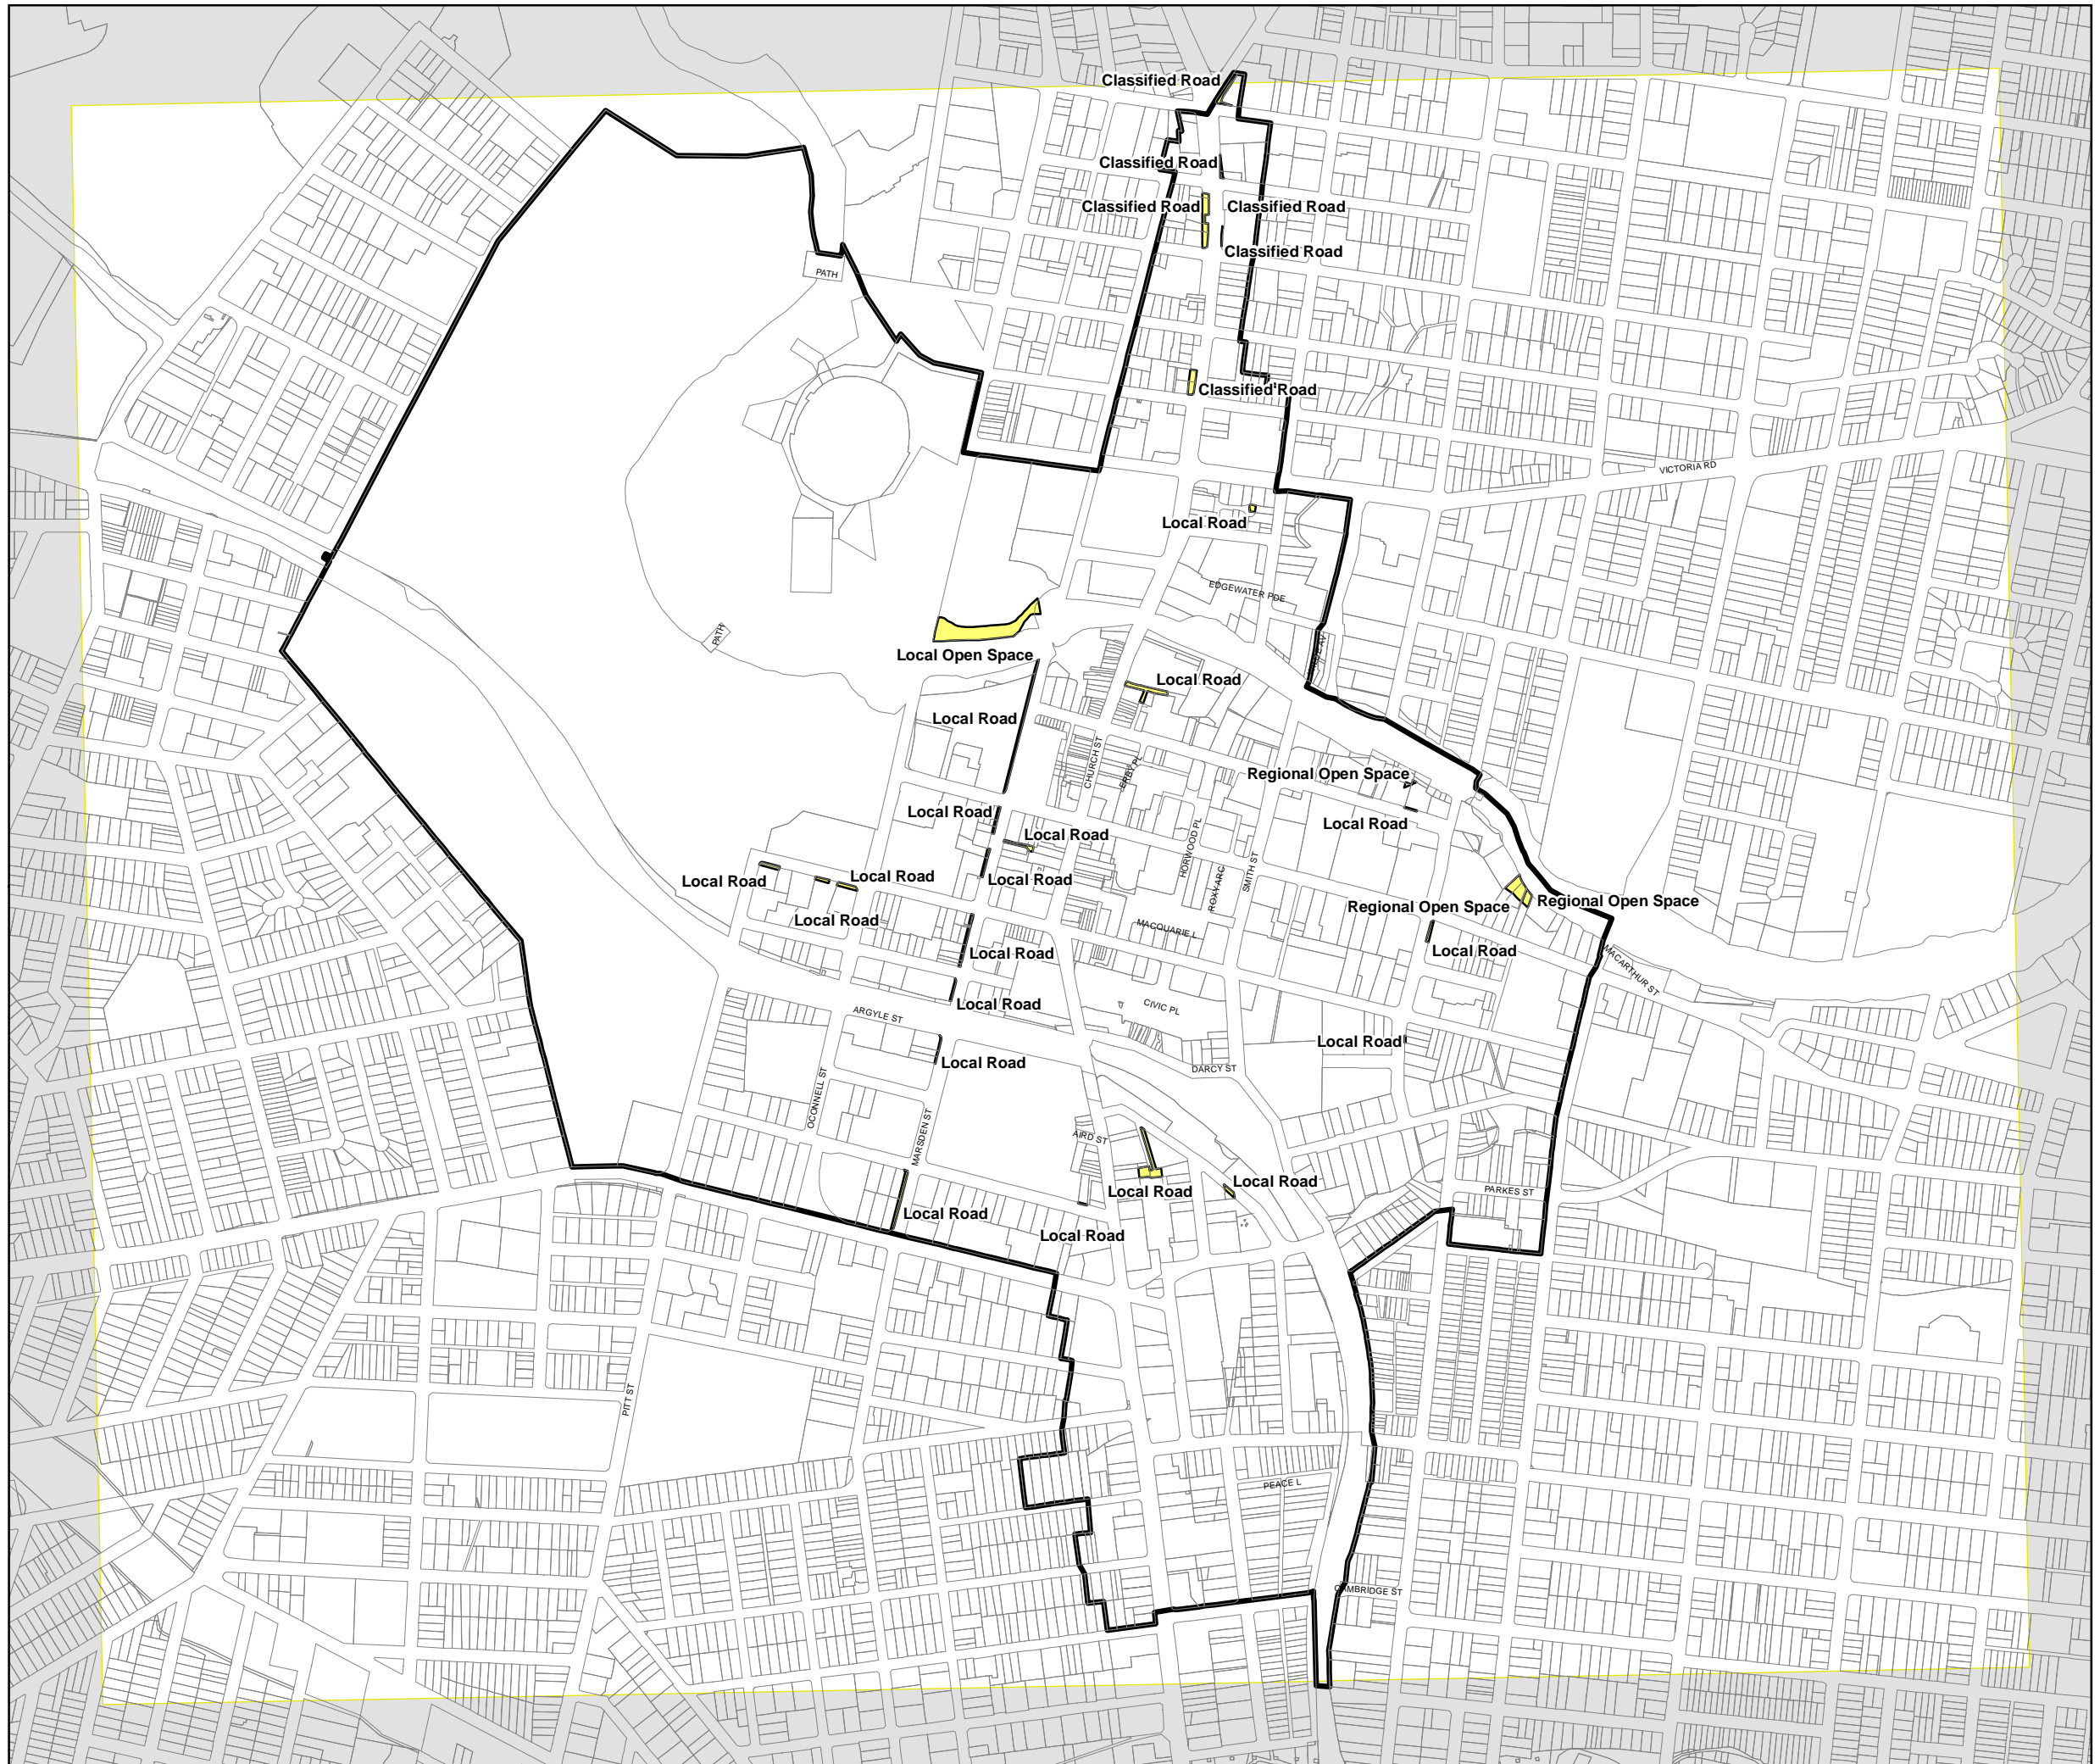 Classified Road
Classified Road
Classified Road
Classified Road
Classified Road
PATH
Classified Road
VICTORIA RD
Local Road
EDGEWATER PDE
PATH
Local Open Space
Local Road
Local Road
CHURCH ST
ERBY PL
Regional Open Space
Local Road
Local Road
Local Road
HORWOOD PL
SMITH ST
ROXY ARC
Local Road
Local Road
Local Road
Local Road
Regional Open Space
Regional Open Space
MACQUARIE L
Local Road
Local Road
MACARTHUR ST
Local Road
CIVIC PL
ARGYLE ST
Local Road
Local Road
DARCY ST
OCONNELL ST
MARSDEN ST
AIRD ST
Local Road
Local Road
PARKES ST
Local Road
Local Road
PITT ST
PEACE L
CAMBRIDGE ST